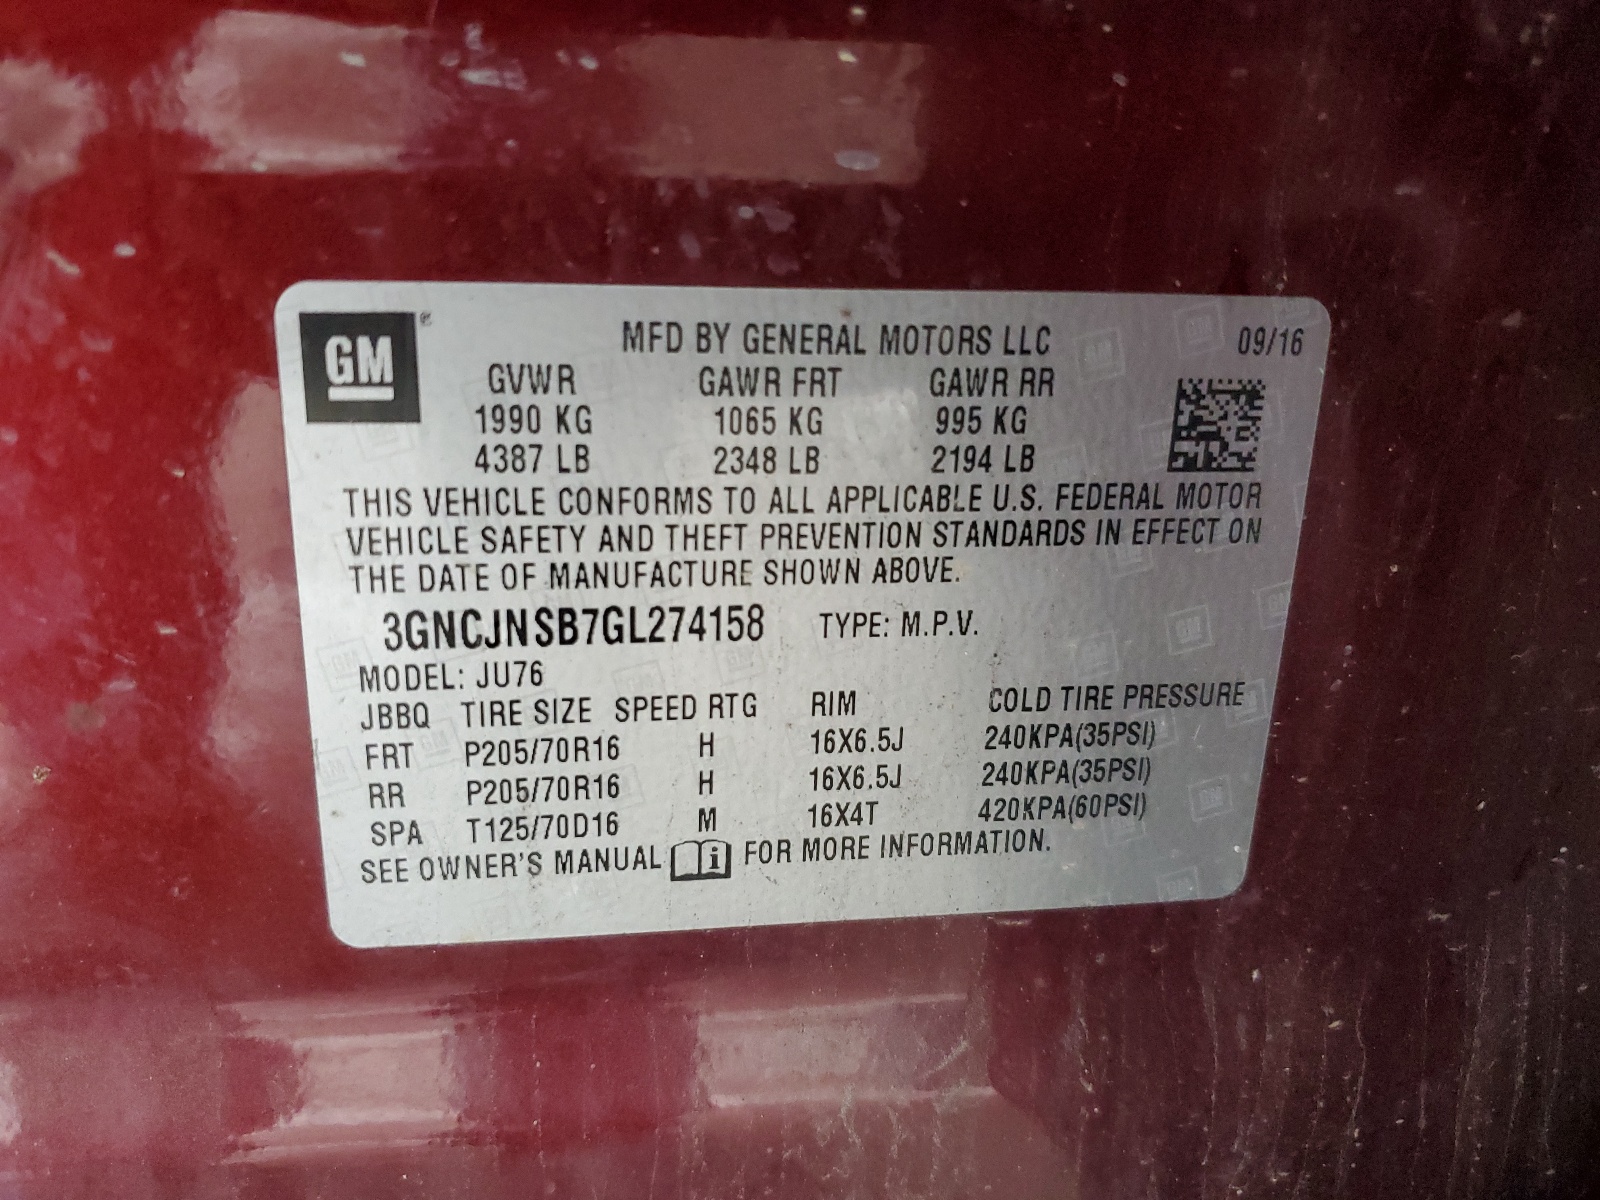 GM ® MFD BY GENERAL MOTORS LLC 09/16
GVWR GAWR FRT GAWR RR
1990 KG 1065 KG 995 KG
4387 LB 2348 LB 2194 LB
THIS VEHICLE CONFORMS TO ALL APPLICABLE U.S. FEDERAL MOTOR
VEHICLE SAFETY AND THEFT PREVENTION STANDARDS IN EFFECT ON
THE DATE OF MANUFACTURE SHOWN ABOVE.
3GNCJNSB7GL274158 TYPE: M.P.V.
MODEL: JU76
JBBQ TIRE SIZE SPEED RTG RIM COLD TIRE PRESSURE
FRT P205/70R16 H 16X6.5J 240KPA(35PSI)
RR P205/70R16 H 16X6.5J 240KPA(35PSI)
SPA T125/70D16 M 16X4T 420KPA(60PSI)
SEE OWNER'S MANUAL i FOR MORE INFORMATION.